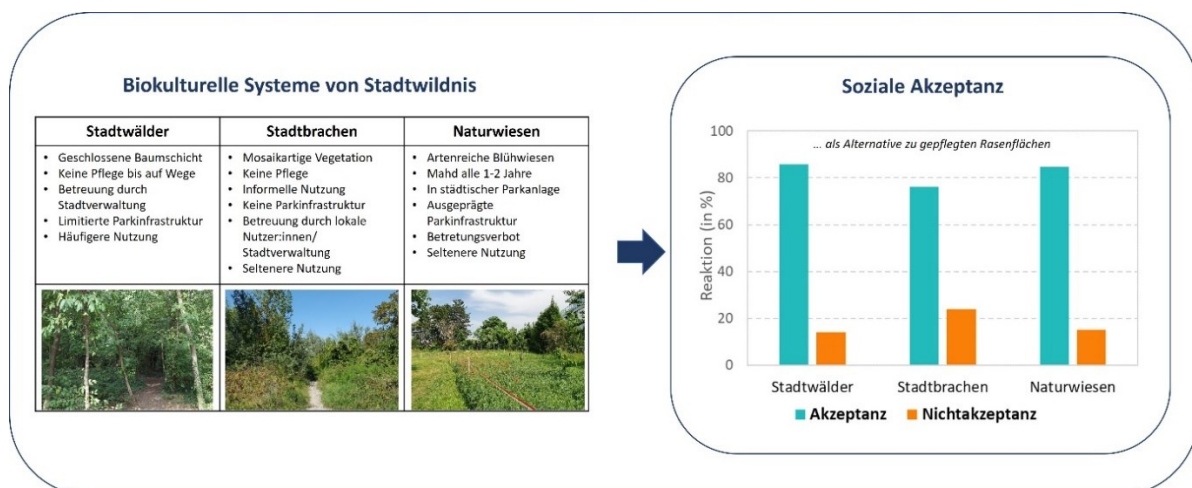 Biokulturelle Systeme von Stadtwildnis
Stadtwälder
• Geschlossene Baumschicht
• Keine Pflege bis auf Wege
• Betreuung durch
Stadtverwaltung
• Limitierte Parkinfrastruktur
• Häufigere Nutzung
Stadtbrachen
• Mosaikartige Vegetation
• Keine Pflege
• Informelle Nutzung
• Keine Parkinfrastruktur
• Betreuung durch lokale
Nutzer:innen/
Stadtverwaltung
• Seltenere Nutzung
Naturwiesen
• Artenreiche Blühwiesen
• Mahd alle 1-2 Jahre
• In städtischer Parkanlage
• Ausgeprägte
Parkinfrastruktur
• Betretungsverbot
• Seltenere Nutzung
Soziale Akzeptanz
... als Alternative zu gepflegten Rasenflächen
Reaktion (in %)
100
80
60
40
20
0
Stadtwälder Stadtbrachen Naturwiesen
Akzeptanz Nichtakzeptanz